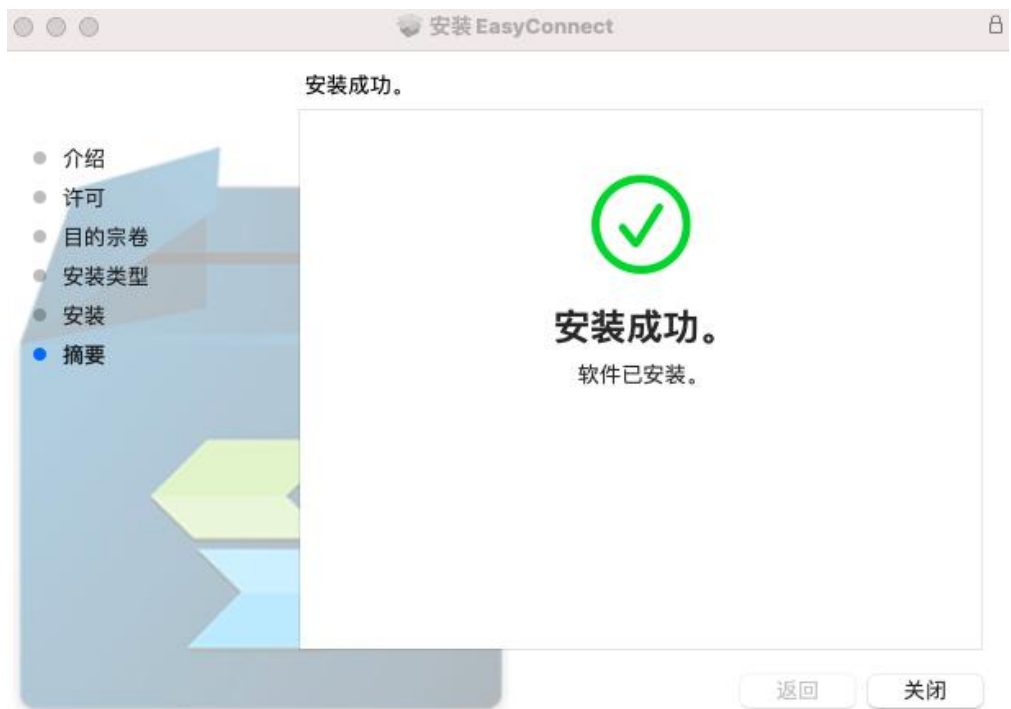 安装 EasyConnect
安装成功。
介绍
许可
目的宗卷
安装类型
安装
摘要
安装成功。
软件已安装。
返回
关闭